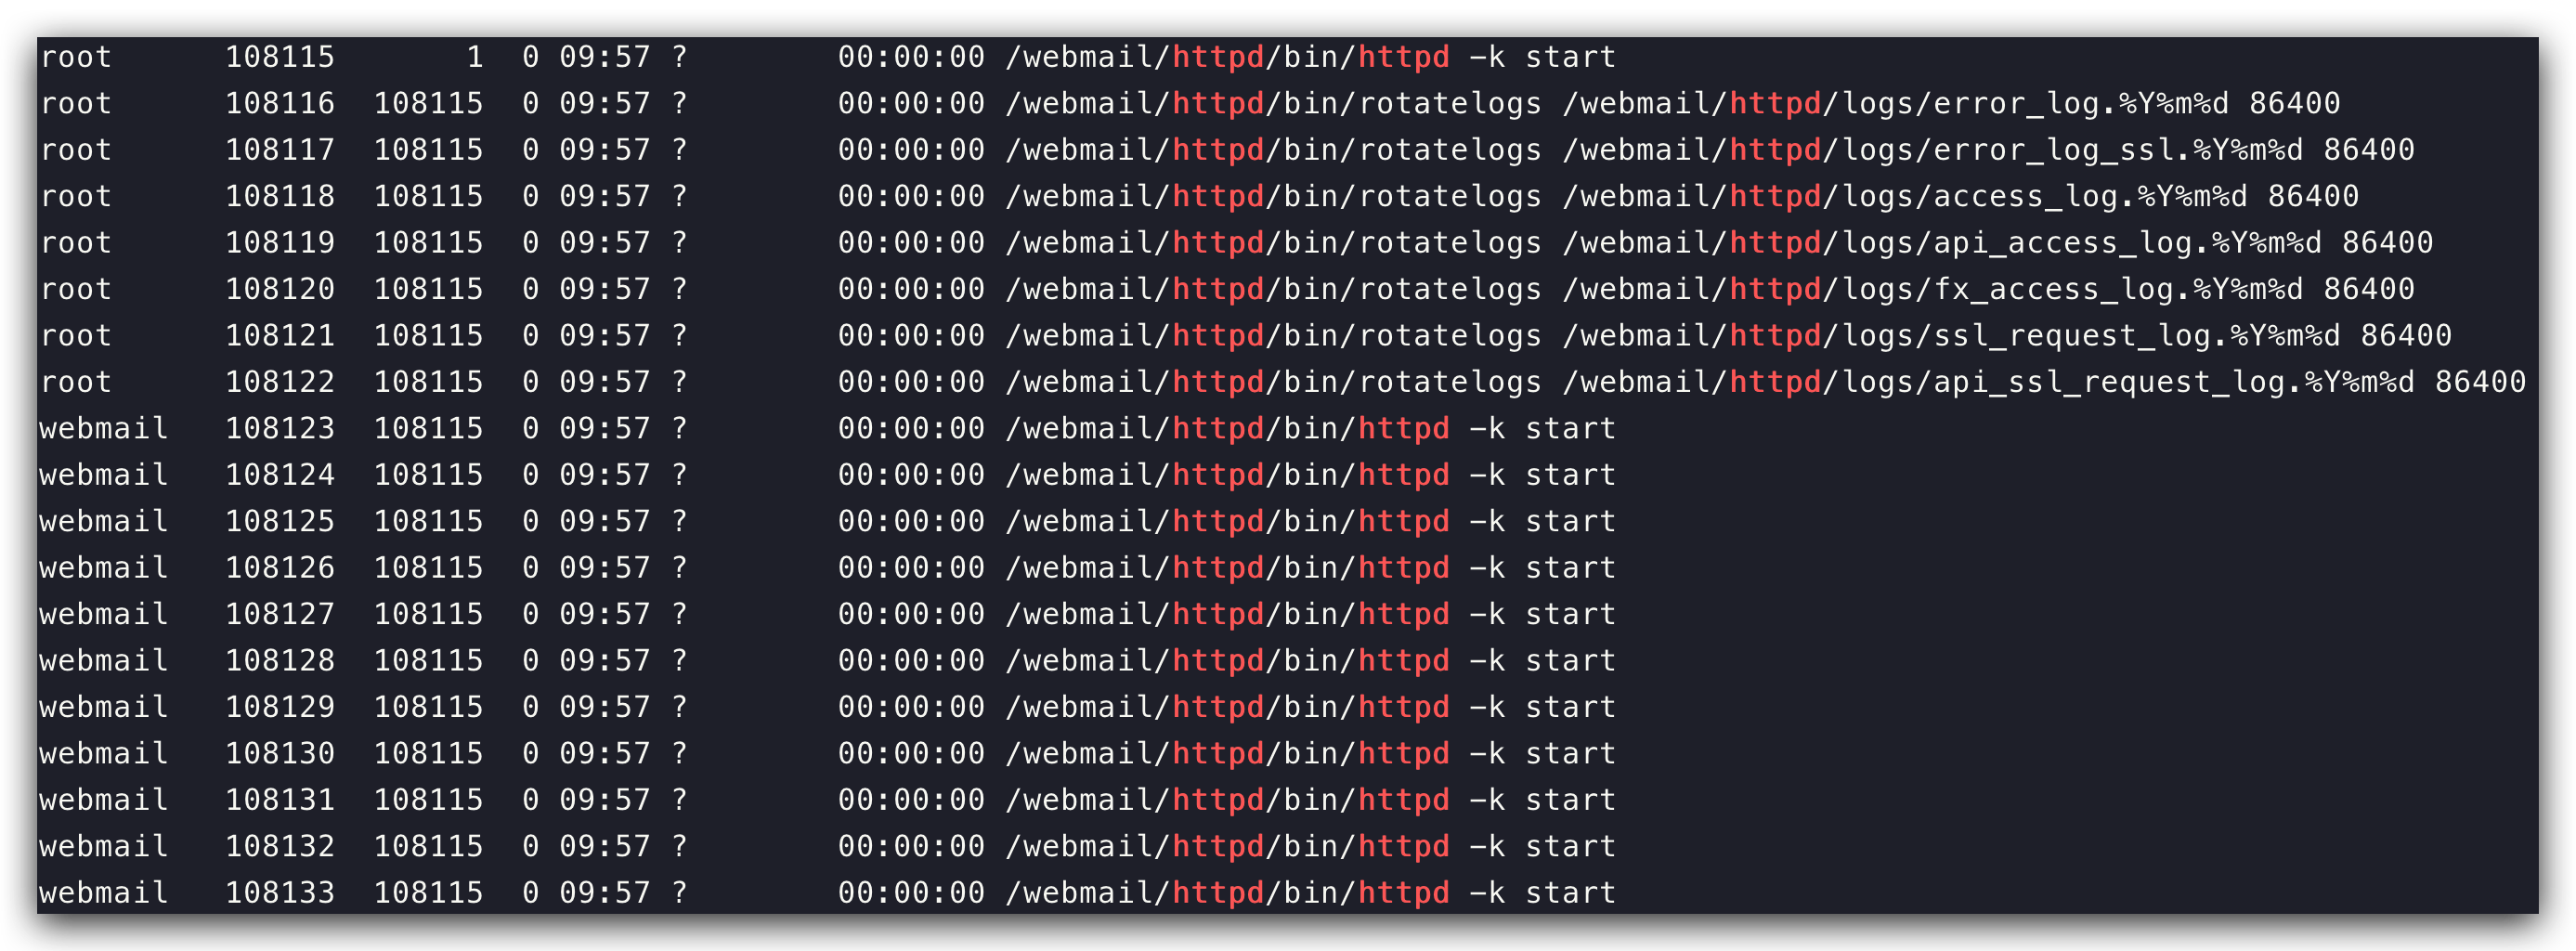 root      108115       1  0 09:57 ?        00:00:00 /webmail/httpd/bin/httpd -k start
root      108116  108115  0 09:57 ?        00:00:00 /webmail/httpd/bin/rotatelogs /webmail/httpd/logs/error_log.%Y%m%d 86400
root      108117  108115  0 09:57 ?        00:00:00 /webmail/httpd/bin/rotatelogs /webmail/httpd/logs/error_log_ssl.%Y%m%d 86400
root      108118  108115  0 09:57 ?        00:00:00 /webmail/httpd/bin/rotatelogs /webmail/httpd/logs/access_log.%Y%m%d 86400
root      108119  108115  0 09:57 ?        00:00:00 /webmail/httpd/bin/rotatelogs /webmail/httpd/logs/api_access_log.%Y%m%d 86400
root      108120  108115  0 09:57 ?        00:00:00 /webmail/httpd/bin/rotatelogs /webmail/httpd/logs/fx_access_log.%Y%m%d 86400
root      108121  108115  0 09:57 ?        00:00:00 /webmail/httpd/bin/rotatelogs /webmail/httpd/logs/ssl_request_log.%Y%m%d 86400
root      108122  108115  0 09:57 ?        00:00:00 /webmail/httpd/bin/rotatelogs /webmail/httpd/logs/api_ssl_request_log.%Y%m%d 86400
webmail   108123  108115  0 09:57 ?        00:00:00 /webmail/httpd/bin/httpd -k start
webmail   108124  108115  0 09:57 ?        00:00:00 /webmail/httpd/bin/httpd -k start
webmail   108125  108115  0 09:57 ?        00:00:00 /webmail/httpd/bin/httpd -k start
webmail   108126  108115  0 09:57 ?        00:00:00 /webmail/httpd/bin/httpd -k start
webmail   108127  108115  0 09:57 ?        00:00:00 /webmail/httpd/bin/httpd -k start
webmail   108128  108115  0 09:57 ?        00:00:00 /webmail/httpd/bin/httpd -k start
webmail   108129  108115  0 09:57 ?        00:00:00 /webmail/httpd/bin/httpd -k start
webmail   108130  108115  0 09:57 ?        00:00:00 /webmail/httpd/bin/httpd -k start
webmail   108131  108115  0 09:57 ?        00:00:00 /webmail/httpd/bin/httpd -k start
webmail   108132  108115  0 09:57 ?        00:00:00 /webmail/httpd/bin/httpd -k start
webmail   108133  108115  0 09:57 ?        00:00:00 /webmail/httpd/bin/httpd -k start